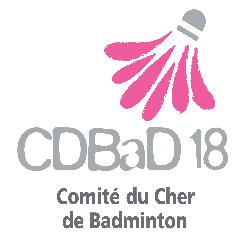 CDBaD 18
Comité du Cher
de Badminton